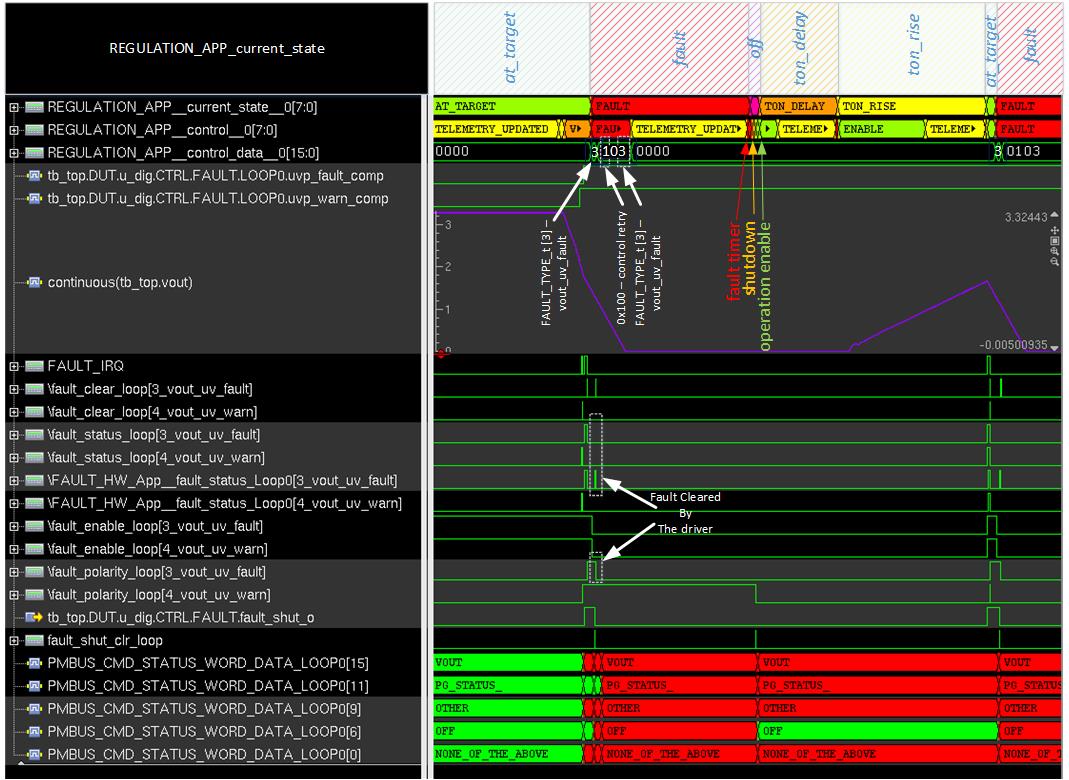 REGULATION_APP_current_state
at_target
fault
off
ton_delay
ton_rise
at_target
fault
REGULATION_APP__current_state__0[7:0]
AT_TARGET
FAULT
TON_DELAY
TON_RISE
FAULT
REGULATION_APP__control__0[7:0]
TELEMETRY_UPDATED
V
FAU
TELEMETRY_UPDAT
TELEME
ENABLE
TELEME
FAULT
REGULATION_APP__control_data__0[15:0]
0000
3
103
0000
3
0103
tb_top.DUT.u_dig.CTRL.FAULT.LOOP0.uvp_fault_comp
tb_top.DUT.u_dig.CTRL.FAULT.LOOP0.uvp_warn_comp
continuous(tb_top.vout)
3
2
1
0
3.32443
-0.00500935
FAULT_TYPE_t [3] –
vout_uv_fault
0x100 – control retry
FAULT_TYPE_t [3] –
vout_uv_fault
fault timer
shutdown
operation enable
FAULT_IRQ
\fault_clear_loop[3_vout_uv_fault]
\fault_clear_loop[4_vout_uv_warn]
\fault_status_loop[3_vout_uv_fault]
\fault_status_loop[4_vout_uv_warn]
\FAULT_HW_App__fault_status_Loop0[3_vout_uv_fault]
\FAULT_HW_App__fault_status_Loop0[4_vout_uv_warn]
\fault_enable_loop[3_vout_uv_fault]
\fault_enable_loop[4_vout_uv_warn]
\fault_polarity_loop[3_vout_uv_fault]
\fault_polarity_loop[4_vout_uv_warn]
Fault Cleared
By
The driver
tb_top.DUT.u_dig.CTRL.FAULT.fault_shut_o
fault_shut_clr_loop
PMBUS_CMD_STATUS_WORD_DATA_LOOP0[15]
VOUT
VOUT
VOUT
VOUT
PMBUS_CMD_STATUS_WORD_DATA_LOOP0[11]
PG_STATUS_
PG_STATUS_
PG_STATUS_
PG_STATUS
PMBUS_CMD_STATUS_WORD_DATA_LOOP0[9]
OTHER
OTHER
OTHER
OTHER
PMBUS_CMD_STATUS_WORD_DATA_LOOP0[6]
OFF
OFF
OFF
OFF
PMBUS_CMD_STATUS_WORD_DATA_LOOP0[0]
NONE_OF_THE_ABOVE
NONE_OF_THE_ABOVE
NONE_OF_THE_ABOVE
NONE_OF_T